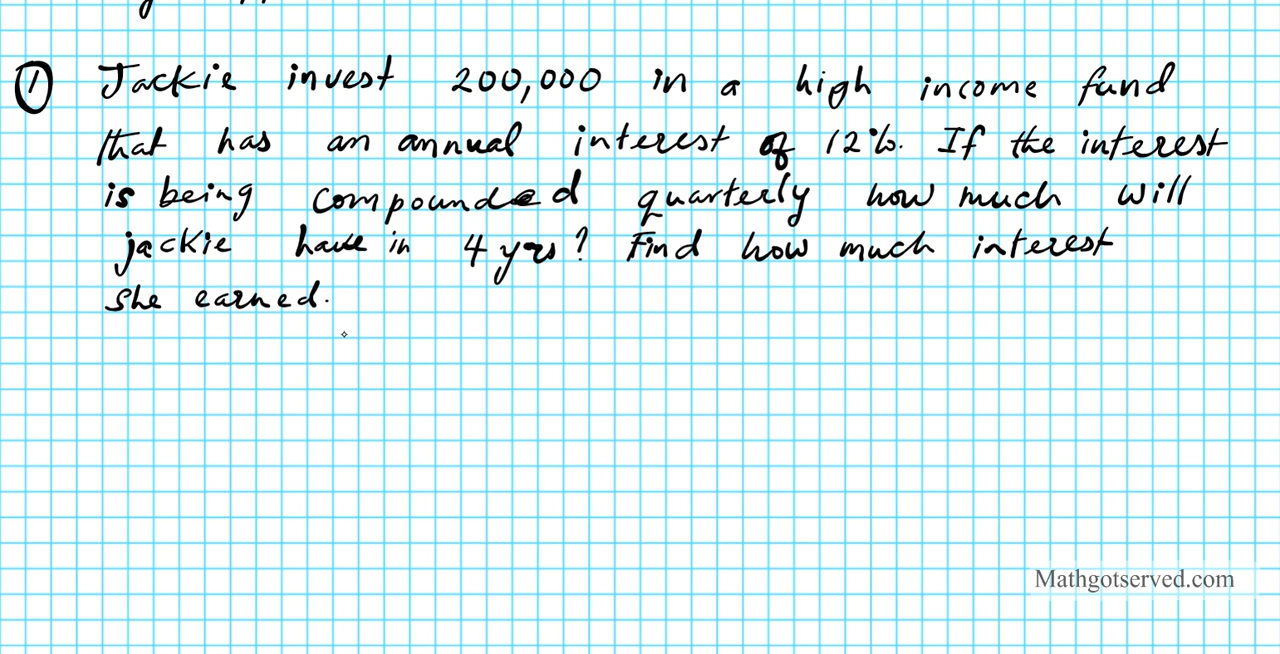 ① Jackie invest 200,000 in a high income fund
that has an annual interest of 12%. If the interest
is being compounded quarterly how much will
jackie have in 4 yrs? Find how much interest
she earned.
Mathgotserved.com